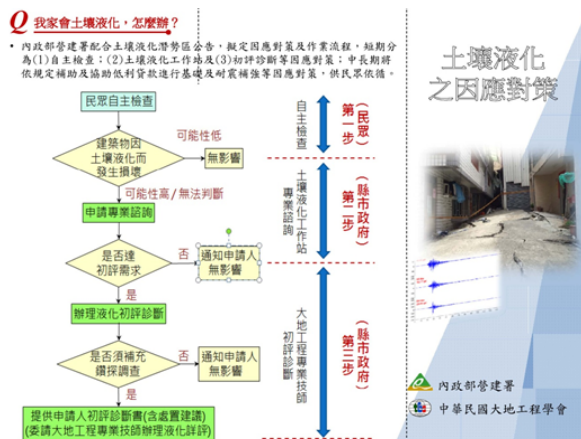 Q 我家會土壤液化，怎麼辦？
• 內政部營建署配合土壤液化潛勢區公告，擬定因應對策及作業流程，短期分
為(1)自主檢查；(2)土壤液化工作站及(3)初評診斷等因應對策；中長期將
依規定補助及協助低利貸款進行基礎及耐震補強等因應對策，供民眾依循。
民眾自主檢查
建築物因
土壤液化而
發生損壞
可能性低
無影響
可能性高/無法判斷
申請專業諮詢
是否達
初評需求
否
通知申請人
無影響
是
辦理液化初評診斷
是否須補充
鑽探調查
否
通知申請人
無影響
是
提供申請人初評診斷書(含處置建議)
(委請大地工程專業技師辦理液化詳評)
自主檢查
第一步
(民眾)
土壤液化工作站
專業諮詢
第二步
(縣市政府)
大地工程專業技師
初評診斷
第三步
(縣市政府)
土壤液化
之因應對策
內政部營建署
中華民國大地工程學會